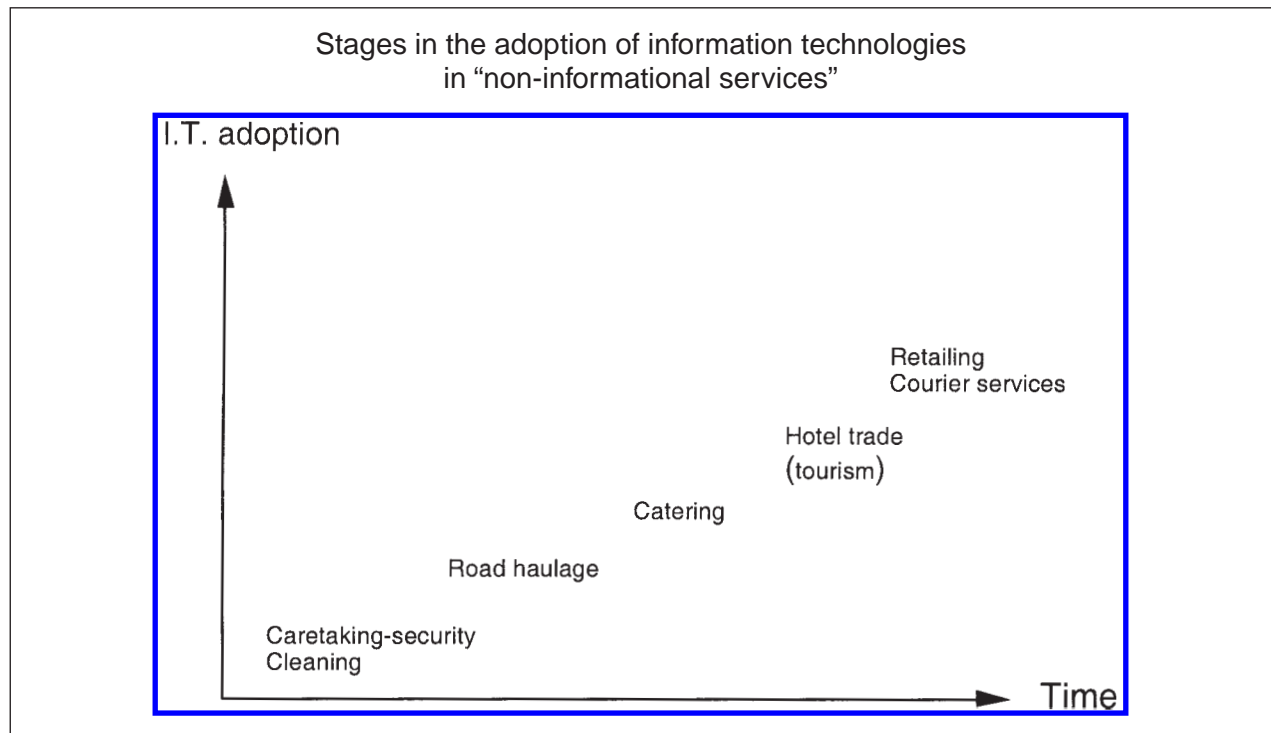 Stages in the adoption of information technologies
in “non-informational services”
I.T. adoption
Retailing
Courier services
Hotel trade
(tourism)
Catering
Road haulage
Caretaking-security
Cleaning
Time